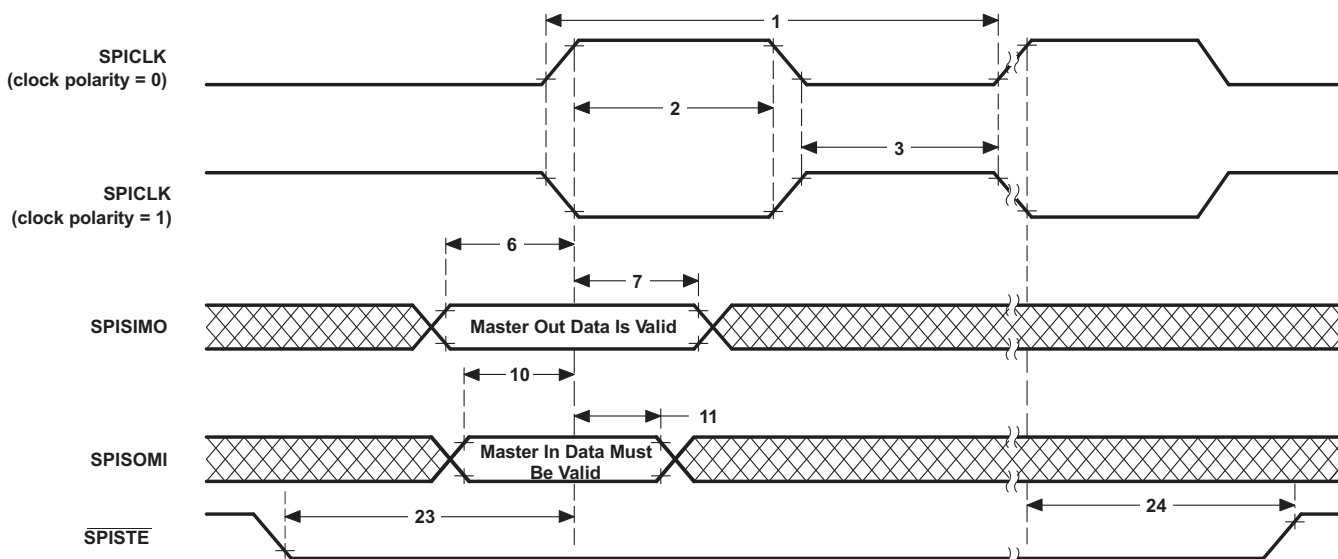 1
SPICLK
(clock polarity = 0)
2
3
SPICLK
(clock polarity = 1)
6
7
SPISIMO
Master Out Data Is Valid
10
11
SPISOMI
Master In Data Must
Be Valid
23
24
SPISTE